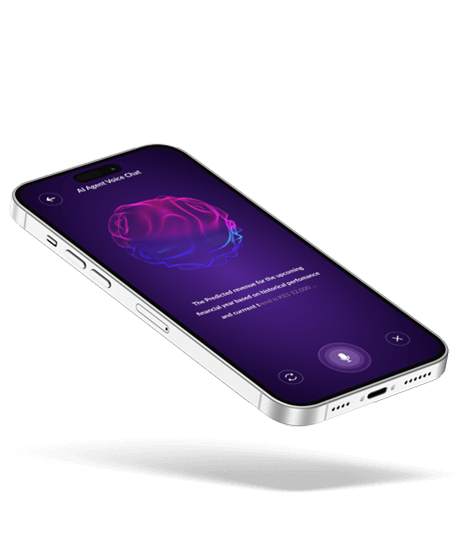 AI Agent Voice Chat
The Predicted revenue for the upcoming
financial year based on historical perfomance
and current trend is KES 12,000 ...